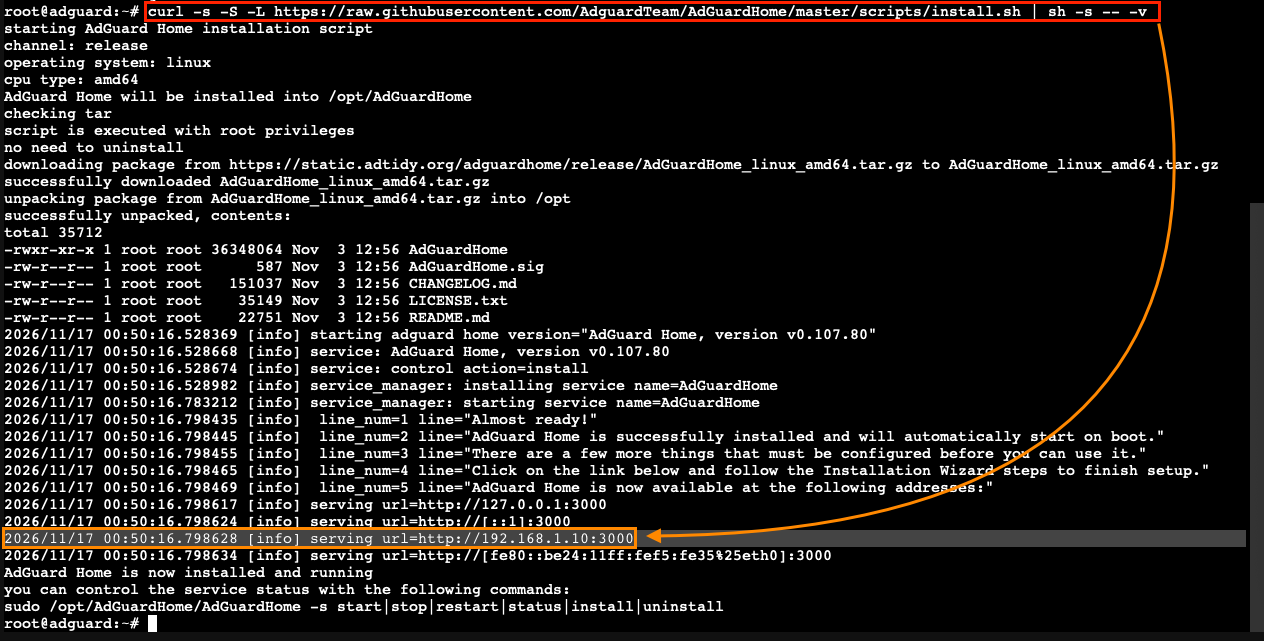 root@adguard:~# curl -s -S -L https://raw.githubusercontent.com/AdguardTeam/AdGuardHome/master/scripts/install.sh | sh -s -- -v
starting AdGuard Home installation script
channel: release
operating system: linux
cpu type: amd64
AdGuard Home will be installed into /opt/AdGuardHome
checking tar
script is executed with root privileges
no need to uninstall
downloading package from https://static.adtidy.org/adguardhome/release/AdGuardHome_linux_amd64.tar.gz to AdGuardHome_linux_amd64.tar.gz
successfully downloaded AdGuardHome_linux_amd64.tar.gz
unpacking package from AdGuardHome_linux_amd64.tar.gz into /opt
successfully unpacked, contents:
total 35712
-rwxr-xr-x 1 root root 36348064 Nov  3 12:56 AdGuardHome
-rw-r--r-- 1 root root      587 Nov  3 12:56 AdGuardHome.sig
-rw-r--r-- 1 root root   151037 Nov  3 12:56 CHANGELOG.md
-rw-r--r-- 1 root root    35149 Nov  3 12:56 LICENSE.txt
-rw-r--r-- 1 root root    22751 Nov  3 12:56 README.md
2026/11/17 00:50:16.528369 [info] starting adguard home version="AdGuard Home, version v0.107.80"
2026/11/17 00:50:16.528668 [info] service: AdGuard Home, version v0.107.80
2026/11/17 00:50:16.528674 [info] service: control action=install
2026/11/17 00:50:16.528982 [info] service_manager: installing service name=AdGuardHome
2026/11/17 00:50:16.783212 [info] service_manager: starting service name=AdGuardHome
2026/11/17 00:50:16.798435 [info]  line_num=1 line="Almost ready!"
2026/11/17 00:50:16.798445 [info]  line_num=2 line="AdGuard Home is successfully installed and will automatically start on boot."
2026/11/17 00:50:16.798455 [info]  line_num=3 line="There are a few more things that must be configured before you can use it."
2026/11/17 00:50:16.798465 [info]  line_num=4 line="Click on the link below and follow the Installation Wizard steps to finish setup."
2026/11/17 00:50:16.798469 [info]  line_num=5 line="AdGuard Home is now available at the following addresses:"
2026/11/17 00:50:16.798617 [info] serving url=http://127.0.0.1:3000
2026/11/17 00:50:16.798624 [info] serving url=http://[::1]:3000
2026/11/17 00:50:16.798628 [info] serving url=http://192.168.1.10:3000
2026/11/17 00:50:16.798634 [info] serving url=http://[fe80::be24:11ff:fef5:fe35%25eth0]:3000
AdGuard Home is now installed and running
you can control the service status with the following commands:
sudo /opt/AdGuardHome/AdGuardHome -s start|stop|restart|status|install|uninstall
root@adguard:~#